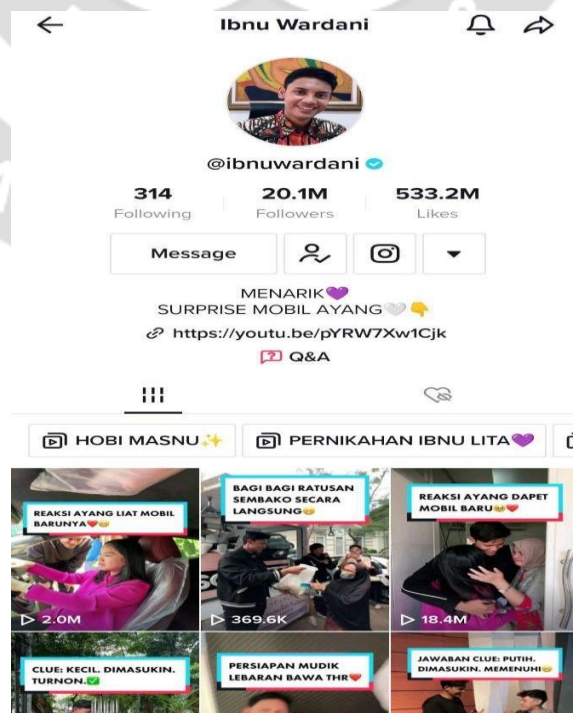 Ibnu Wardani
@ibnuwardani
314
Following
20.1M
Followers
533.2M
Likes
Message
MENARIK💜
SURPRISE MOBIL AYANG🤍👇
https://youtu.be/pYRW7Xw1Cjk
Q&A
HOBI MASNU✨
PERNIKAHAN IBNU LITA💜
REAKSI AYANG LIAT MOBIL
BARUNYA❤️🥹
2.0M
BAGI BAGI RATUSAN
SEMBAKO SECARA
LANGSUNG🥹
369.6K
REAKSI AYANG DAPET
MOBIL BARU🥹❤️
18.4M
CLUE: KECIL. DIMASUKIN.
TURNON.✅
PERSIAPAN MUDIK
LEBARAN BAWA THR❤️
JAWABAN CLUE: PUTIH.
DIMASUKIN. MEMENUHI😄